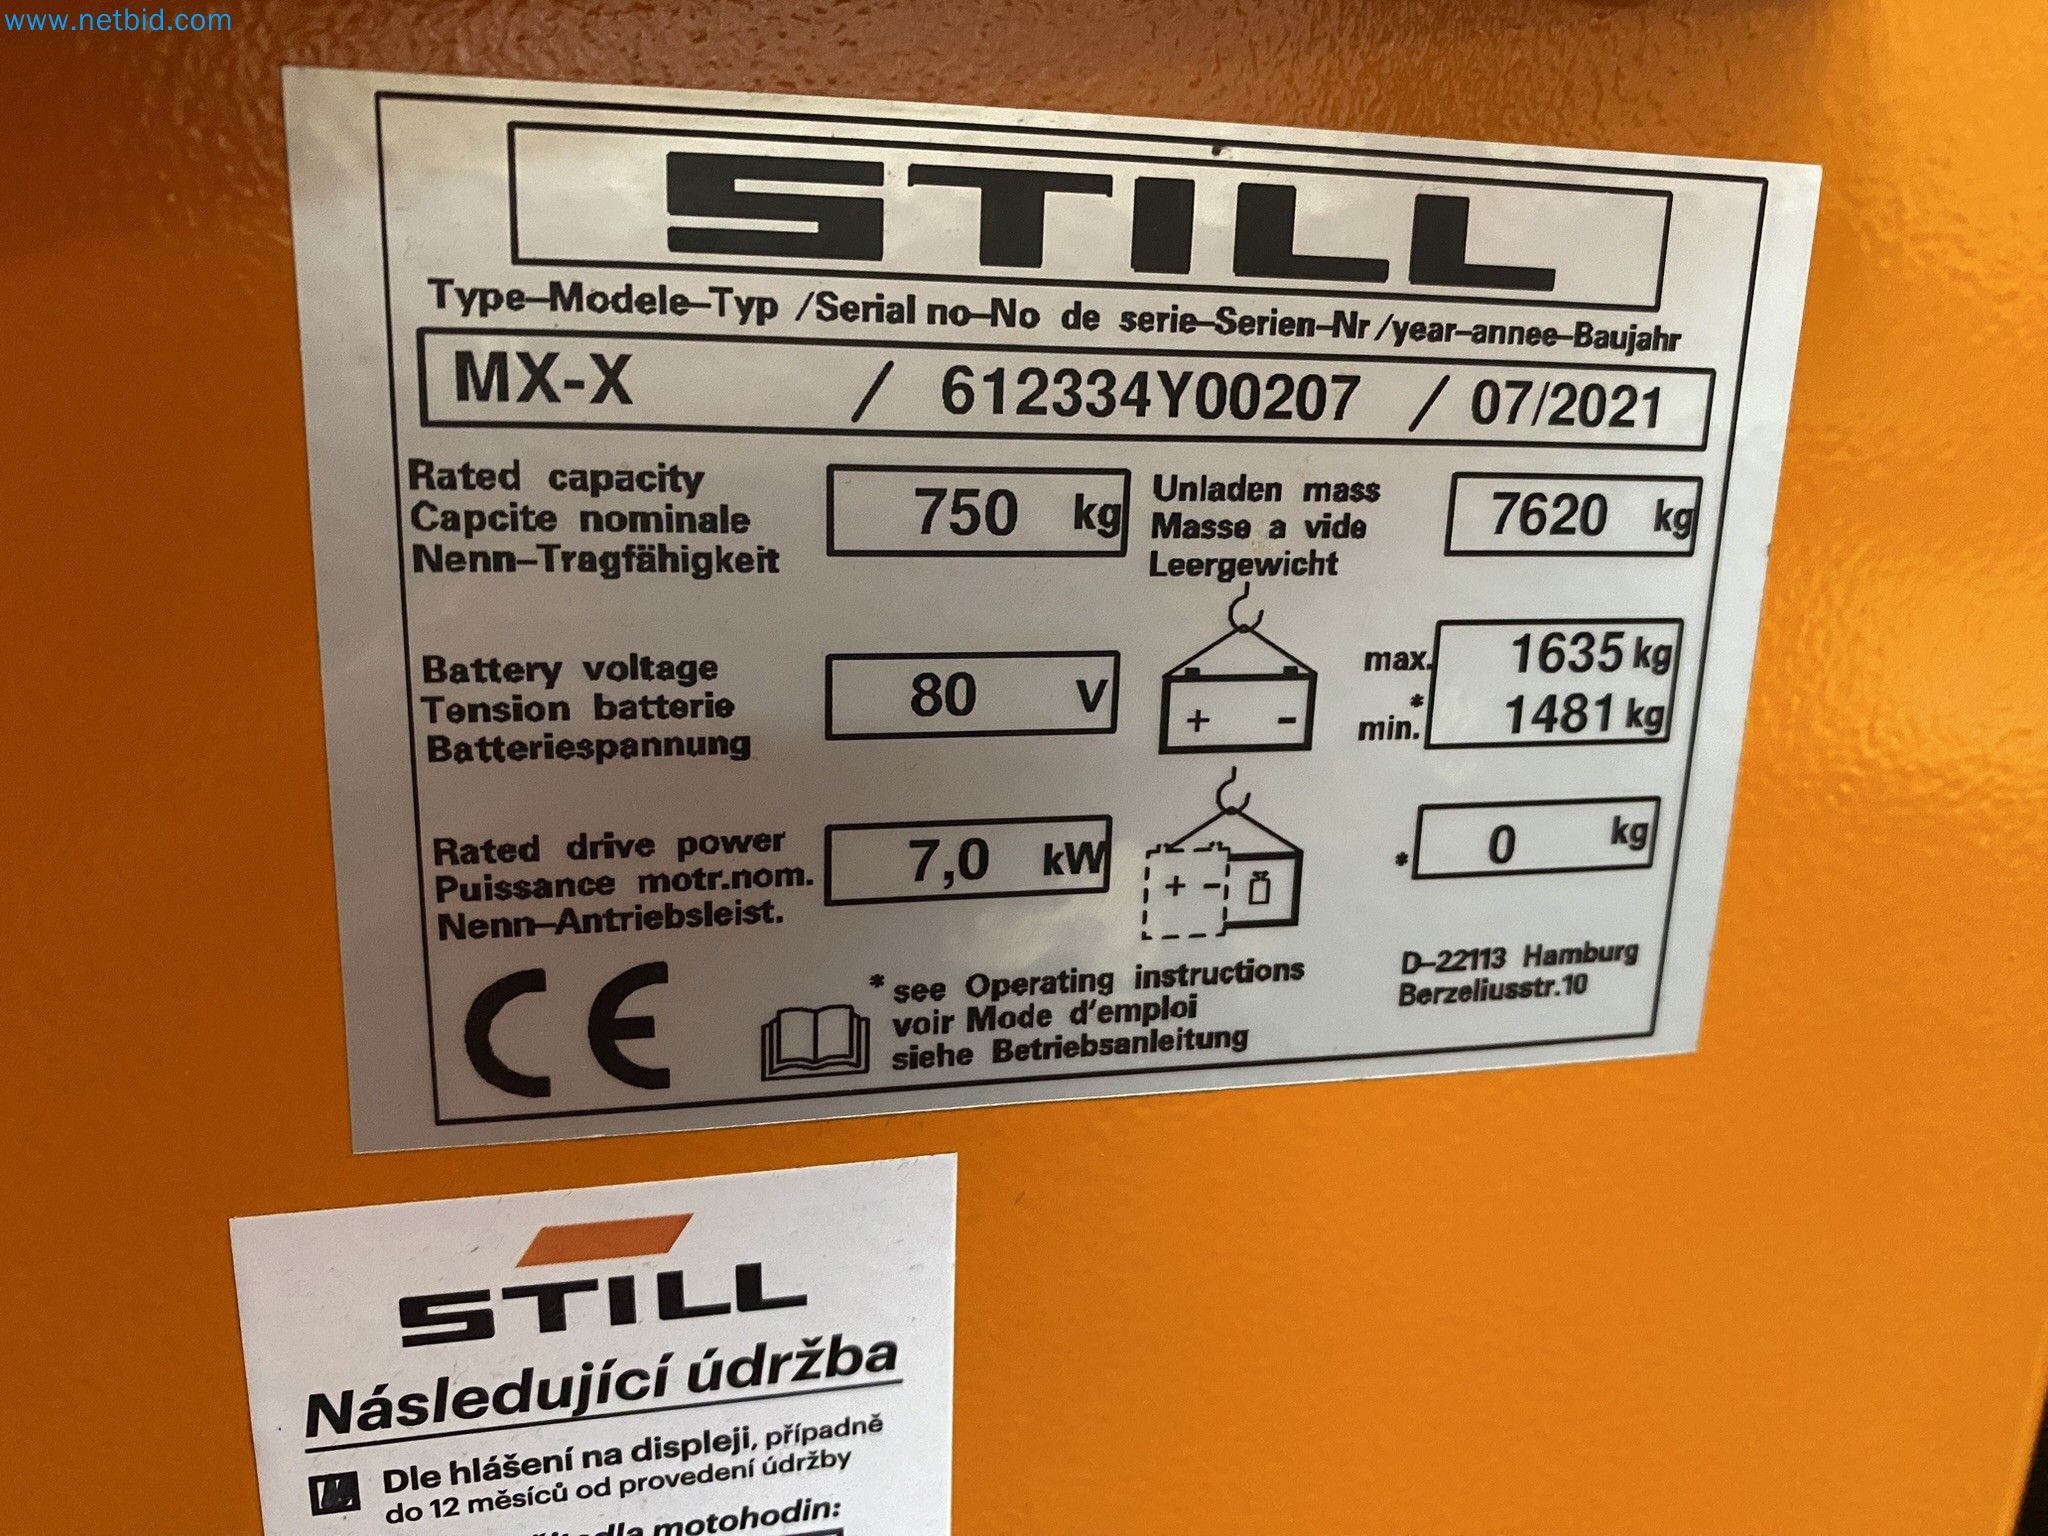 www.netbid.com
STILL
Type-Modele-Typ /Serial no-No de serie-Serien-Nr/year-annee-Baujahr
MX-X / 612334Y00207 / 07/2021
Rated capacity
Capcite nominale
Nenn-Tragfähigkeit
750 kg
Unladen mass
Masse a vide
Leergewicht
7620 kg
Battery voltage
Tension batterie
Batteriespannung
80 V
+ -
max. 1635 kg
min.* 1481 kg
Rated drive power
Puissance motr.nom.
Nenn-Antriebsleist.
7,0 kW
+ -
* 0 kg
CE
* see Operating instructions
voir Mode d'emploi
siehe Betriebsanleitung
D-22113 Hamburg
Berzeliusstr.10
STILL
Následující údržba
Dle hlášení na displeji, případně
do 12 měsíců od provedení údržby
motohodin: